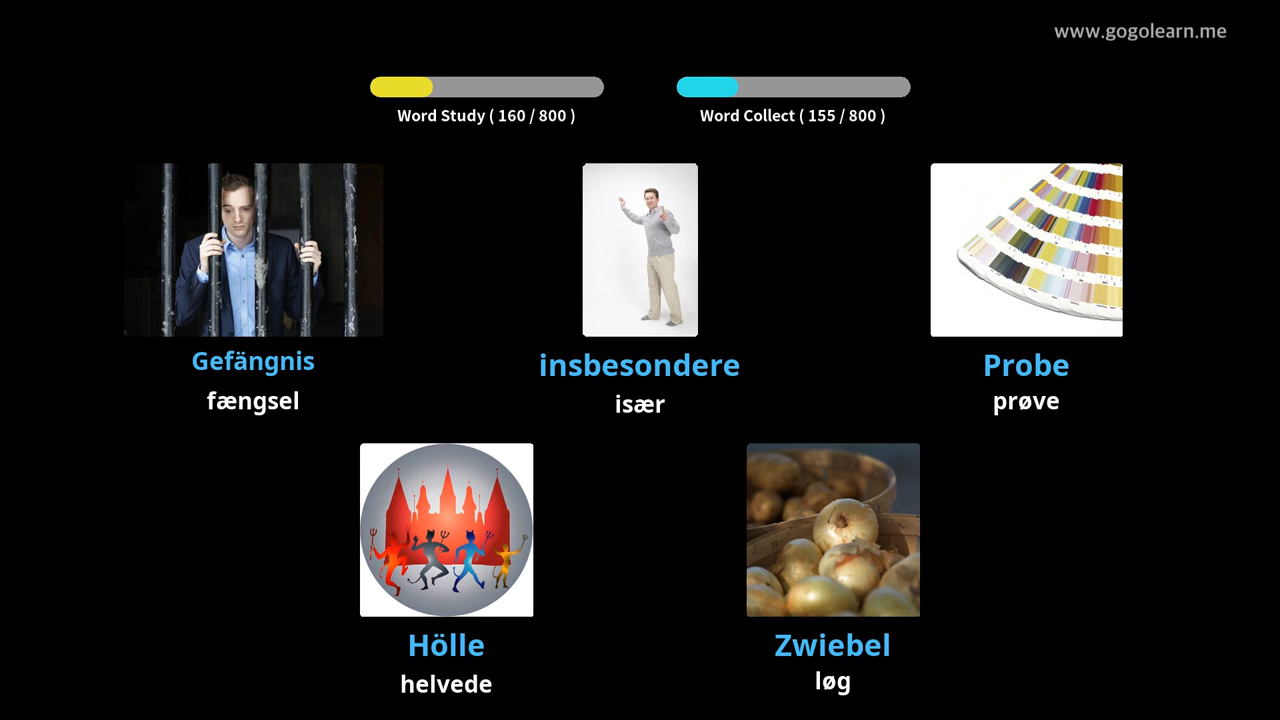 www.gogolearn.me
Word Study ( 160 / 800 )
Word Collect ( 155 / 800 )
Gefängnis
fængsel
insbesondere
især
Probe
prøve
Hölle
helvede
Zwiebel
løg